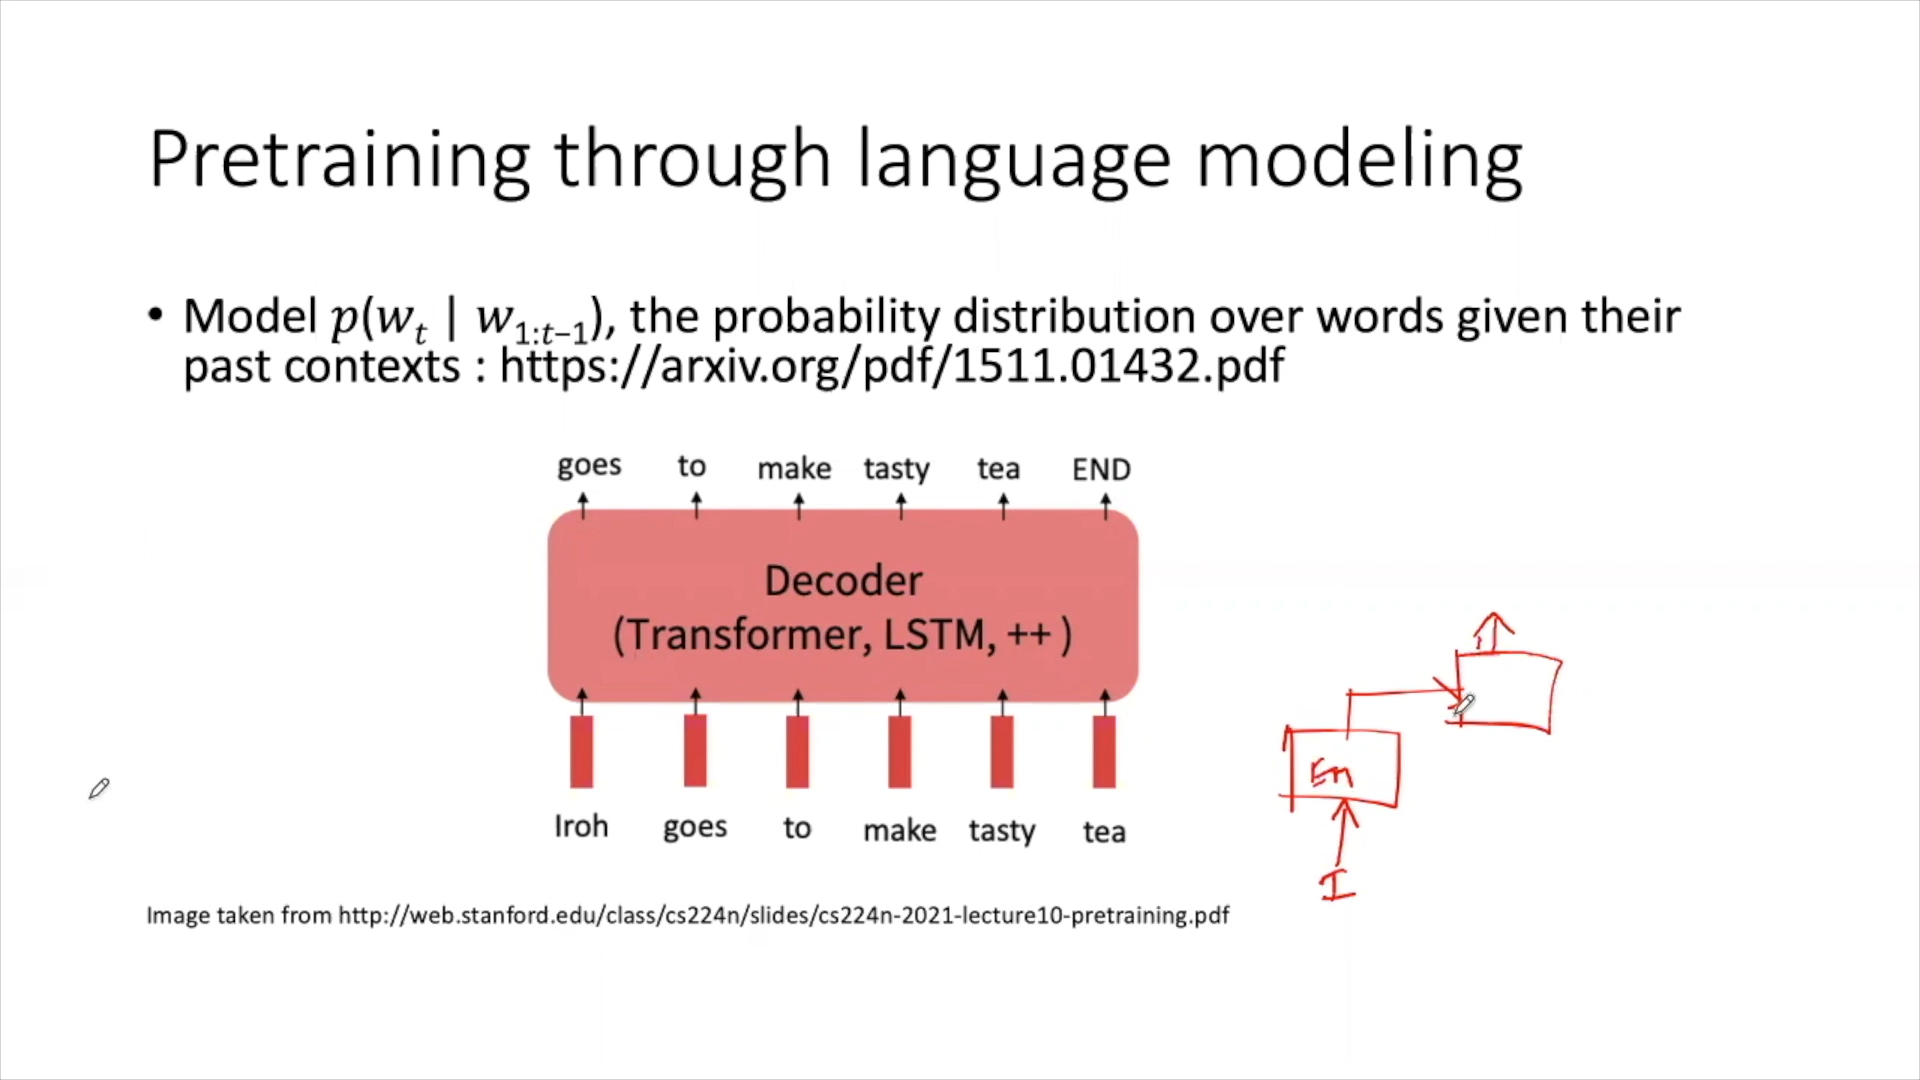 Pretraining through language modeling
• Model p(w_t | w_{1:t−1}), the probability distribution over words given their
past contexts : https://arxiv.org/pdf/1511.01432.pdf
goes to make tasty tea END
Decoder
(Transformer, LSTM, ++ )
Iroh goes to make tasty tea
En
I
Image taken from http://web.stanford.edu/class/cs224n/slides/cs224n-2021-lecture10-pretraining.pdf